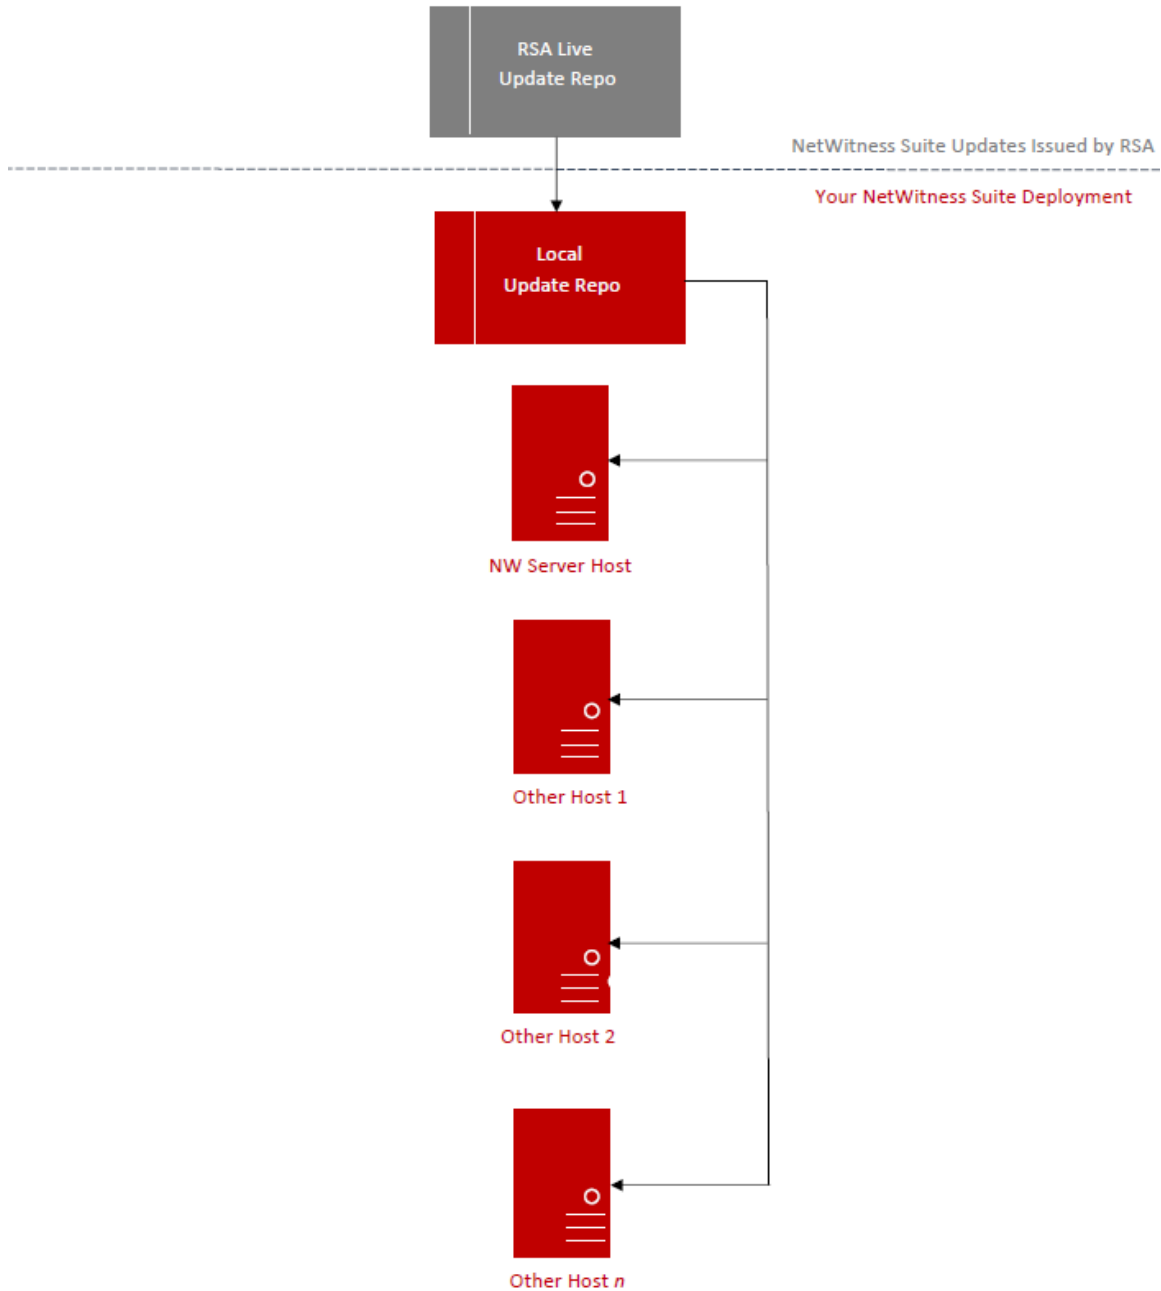 RSA Live
Update Repo
NetWitness Suite Updates Issued by RSA
Your NetWitness Suite Deployment
Local
Update Repo
NW Server Host
Other Host 1
Other Host 2
Other Host n